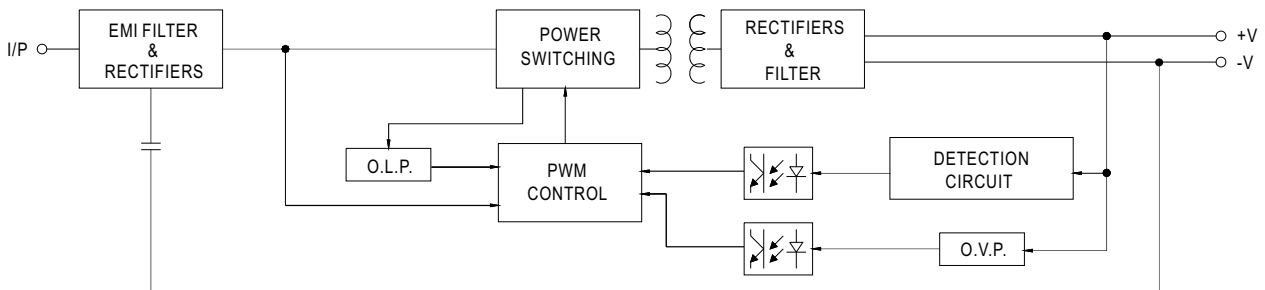 I/P
EMI FILTER
&
RECTIFIERS
POWER
SWITCHING
RECTIFIERS
&
FILTER
+V
-V
O.L.P.
PWM
CONTROL
DETECTION
CIRCUIT
O.V.P.